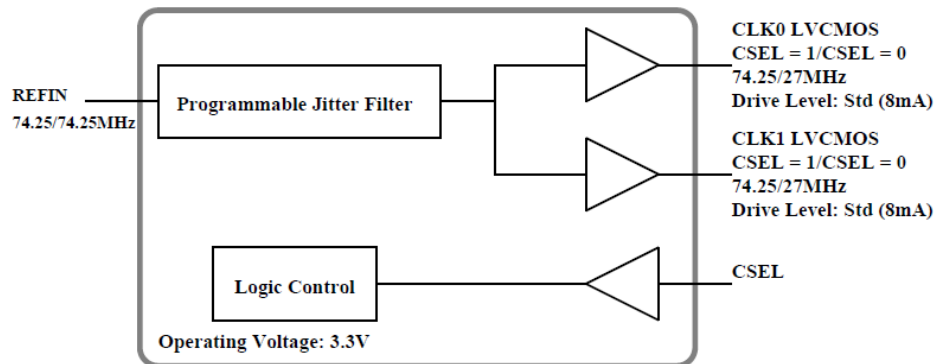 CLK0 LVCMOS
CSEL = 1/CSEL = 0
74.25/27MHz
Drive Level: Std (8mA)
REFIN
74.25/74.25MHz
Programmable Jitter Filter
CLK1 LVCMOS
CSEL = 1/CSEL = 0
74.25/27MHz
Drive Level: Std (8mA)
Logic Control
CSEL
Operating Voltage: 3.3V